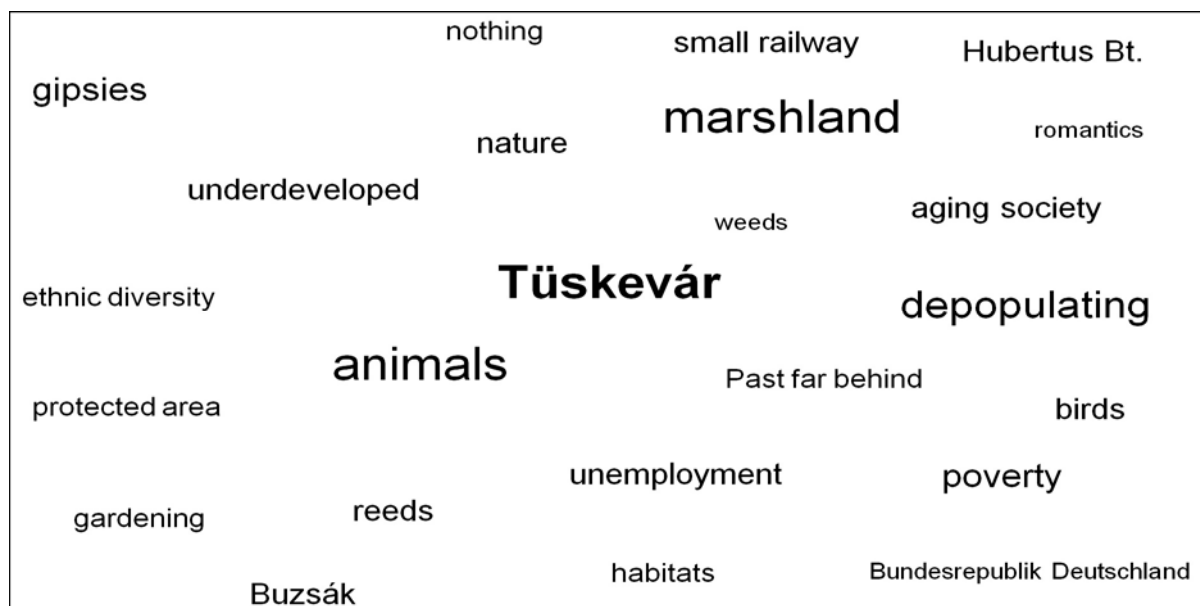 nothing
small railway
Hubertus Bt.
gipsies
marshland
romantics
nature
underdeveloped
aging society
weeds
Tüskevár
ethnic diversity
depopulating
animals
Past far behind
protected area
birds
unemployment
poverty
gardening
reeds
habitats
Bundesrepublik Deutschland
Buzsák